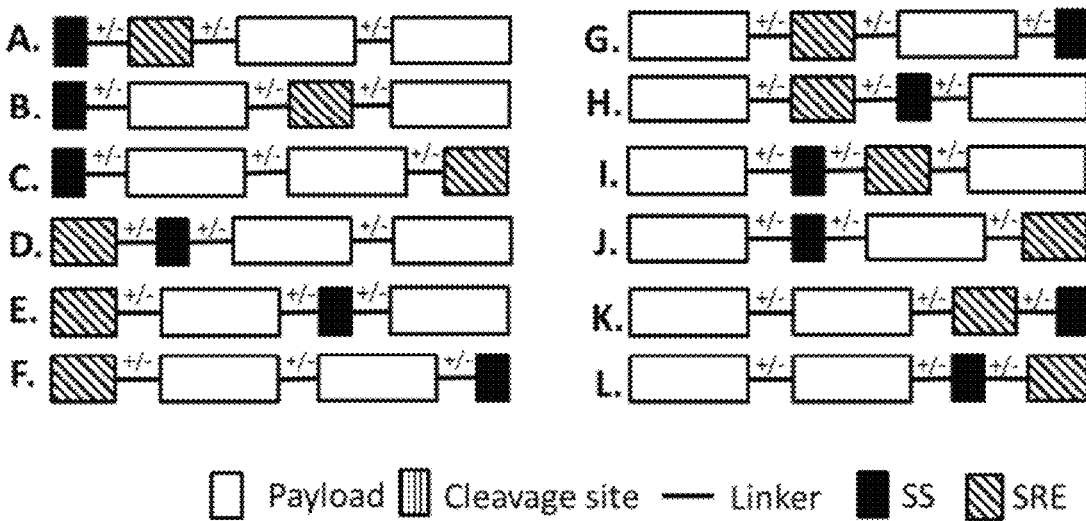 A. +/- +/- +/-
B. +/- +/- +/-
C. +/- +/- +/-
D. +/- +/- +/-
E. +/- +/- +/-
F. +/- +/- +/-
G. +/- +/- +/-
H. +/- +/- +/-
I. +/- +/- +/-
J. +/- +/- +/-
K. +/- +/- +/-
L. +/- +/- +/-
Payload Cleavage site Linker SS SRE